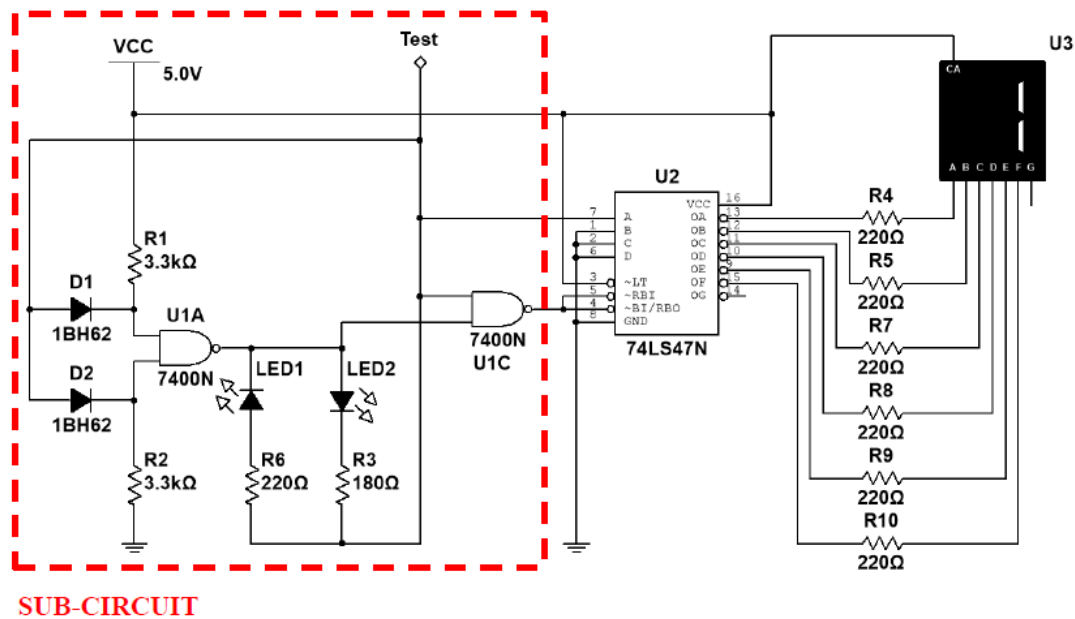 VCC
5.0V
Test
U3
CA
A B C D E F G
R1
3.3kΩ
D1
1BH62
U1A
7400N
D2
1BH62
R2
3.3kΩ
LED1
LED2
R6
220Ω
R3
180Ω
7400N
U1C
U2
7 A
1 B
2 C
6 D
3 ~LT
5 ~RBI
4 ~BI/RBO
8 GND
VCC 16
OA 13
OB 12
OC 11
OD 10
OE 9
OF 15
OG 14
74LS47N
R4
220Ω
R5
220Ω
R7
220Ω
R8
220Ω
R9
220Ω
R10
220Ω
SUB-CIRCUIT